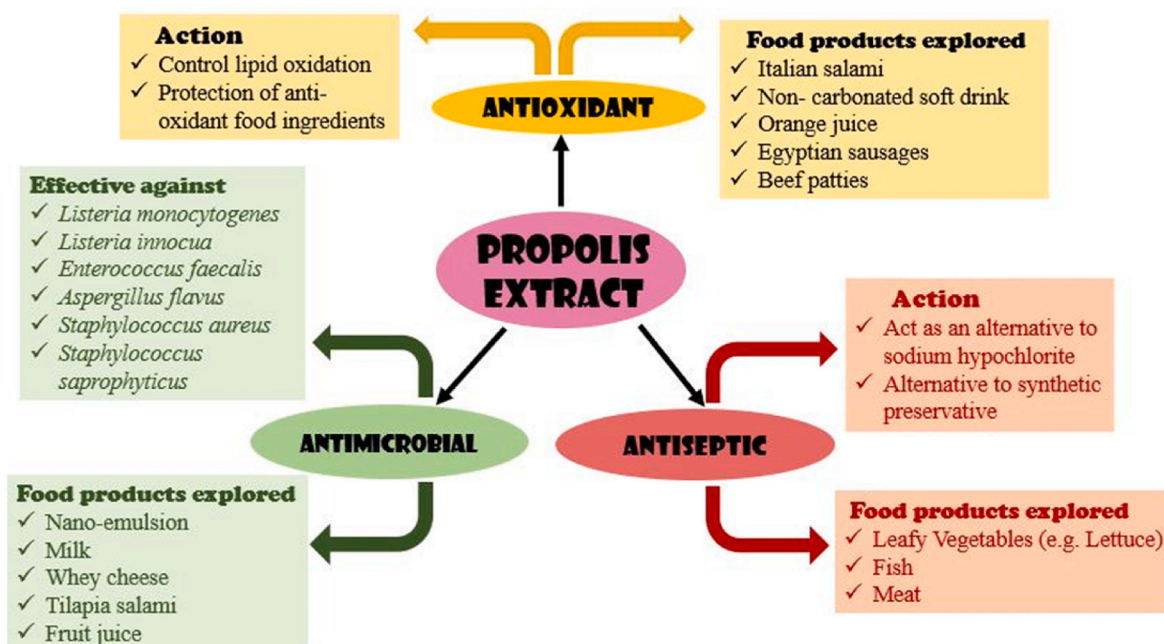 Action
✓ Control lipid oxidation
✓ Protection of anti-
oxidant food ingredients
ANTIOXIDANT
Food products explored
✓ Italian salami
✓ Non- carbonated soft drink
✓ Orange juice
✓ Egyptian sausages
✓ Beef patties
Effective against
✓ Listeria monocytogenes
✓ Listeria innocua
✓ Enterococcus faecalis
✓ Aspergillus flavus
✓ Staphylococcus aureus
✓ Staphylococcus
saprophyticus
PROPOLIS
EXTRACT
Action
✓ Act as an alternative to
sodium hypochlorite
✓ Alternative to synthetic
preservative
ANTIMICROBIAL
ANTISEPTIC
Food products explored
✓ Nano-emulsion
✓ Milk
✓ Whey cheese
✓ Tilapia salami
✓ Fruit juice
Food products explored
✓ Leafy Vegetables (e.g. Lettuce)
✓ Fish
✓ Meat